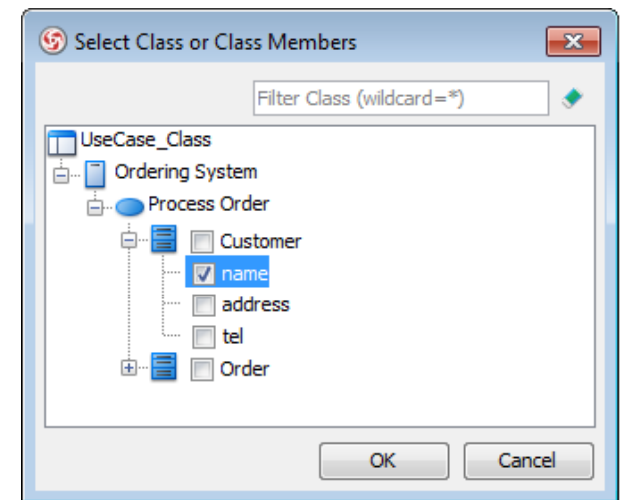 Select Class or Class Members
Filter Class (wildcard=*)
UseCase_Class
Ordering System
Process Order
Customer
name
address
tel
Order
OK Cancel